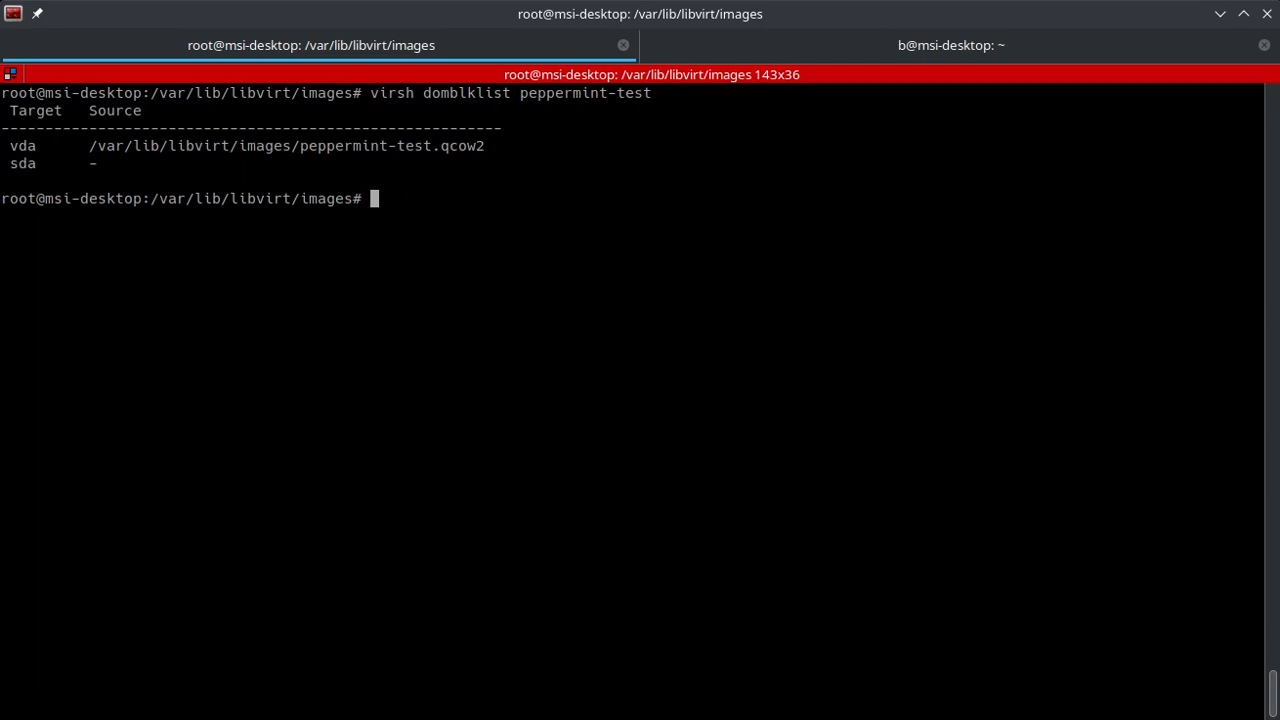 root@msi-desktop: /var/lib/libvirt/images
root@msi-desktop: /var/lib/libvirt/images
b@msi-desktop: ~
root@msi-desktop: /var/lib/libvirt/images 143x36
root@msi-desktop:/var/lib/libvirt/images# virsh domblklist peppermint-test
Target   Source
---------------------------------------------------------
vda      /var/lib/libvirt/images/peppermint-test.qcow2
sda      -
root@msi-desktop:/var/lib/libvirt/images#